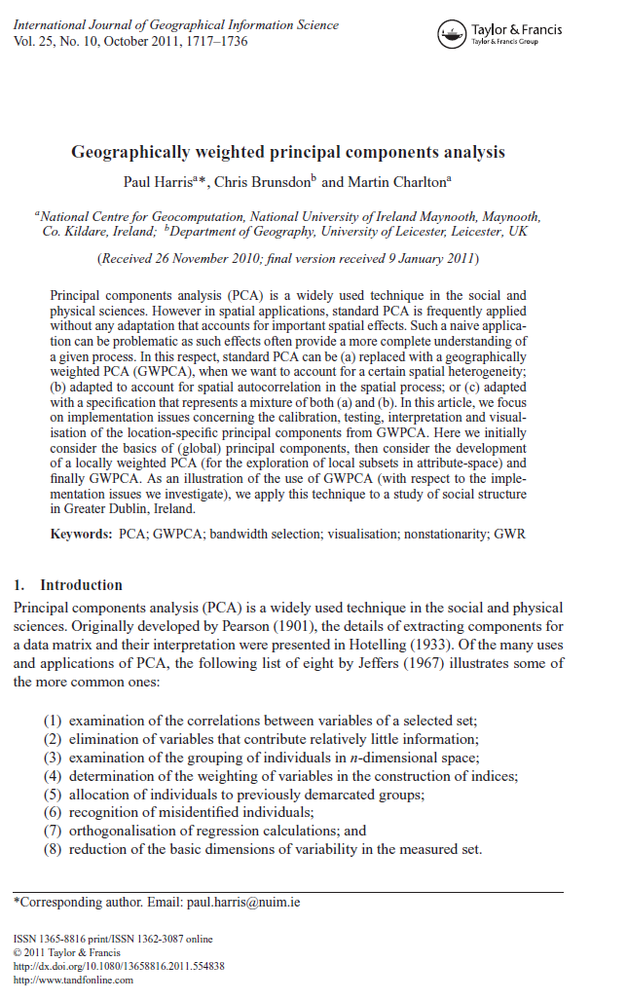 International Journal of Geographical Information Science
Vol. 25, No. 10, October 2011, 1717–1736
Taylor & Francis
Taylor & Francis Group
Geographically weighted principal components analysis
Paul Harrisᵃ*, Chris Brunsdonᵇ and Martin Charltonᵃ
ᵃNational Centre for Geocomputation, National University of Ireland Maynooth, Maynooth,
Co. Kildare, Ireland; ᵇDepartment of Geography, University of Leicester, Leicester, UK
(Received 26 November 2010; final version received 9 January 2011)
Principal components analysis (PCA) is a widely used technique in the social and
physical sciences. However in spatial applications, standard PCA is frequently applied
without any adaptation that accounts for important spatial effects. Such a naive applica-
tion can be problematic as such effects often provide a more complete understanding of
a given process. In this respect, standard PCA can be (a) replaced with a geographically
weighted PCA (GWPCA), when we want to account for a certain spatial heterogeneity;
(b) adapted to account for spatial autocorrelation in the spatial process; or (c) adapted
with a specification that represents a mixture of both (a) and (b). In this article, we focus
on implementation issues concerning the calibration, testing, interpretation and visual-
isation of the location-specific principal components from GWPCA. Here we initially
consider the basics of (global) principal components, then consider the development
of a locally weighted PCA (for the exploration of local subsets in attribute-space) and
finally GWPCA. As an illustration of the use of GWPCA (with respect to the imple-
mentation issues we investigate), we apply this technique to a study of social structure
in Greater Dublin, Ireland.
Keywords: PCA; GWPCA; bandwidth selection; visualisation; nonstationarity; GWR
1. Introduction
Principal components analysis (PCA) is a widely used technique in the social and physical
sciences. Originally developed by Pearson (1901), the details of extracting components for
a data matrix and their interpretation were presented in Hotelling (1933). Of the many uses
and applications of PCA, the following list of eight by Jeffers (1967) illustrates some of
the more common ones:
(1) examination of the correlations between variables of a selected set;
(2) elimination of variables that contribute relatively little information;
(3) examination of the grouping of individuals in n-dimensional space;
(4) determination of the weighting of variables in the construction of indices;
(5) allocation of individuals to previously demarcated groups;
(6) recognition of misidentified individuals;
(7) orthogonalisation of regression calculations; and
(8) reduction of the basic dimensions of variability in the measured set.
*Corresponding author. Email: paul.harris@nuim.ie
ISSN 1365-8816 print/ISSN 1362-3087 online
© 2011 Taylor & Francis
http://dx.doi.org/10.1080/13658816.2011.554838
http://www.tandfonline.com